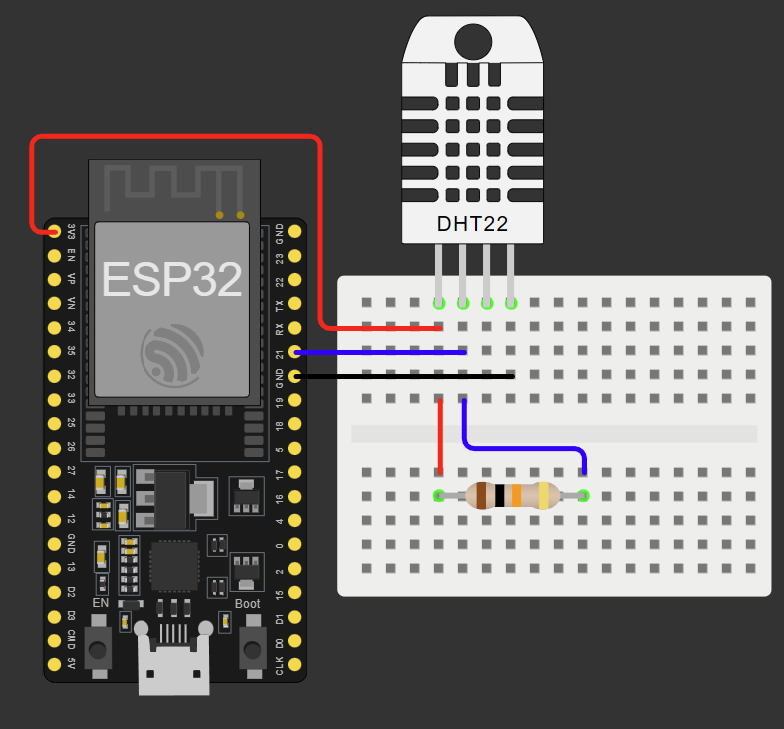 DHT22
ESP32
3V3
EN
VP
VN
34
35
32
33
25
26
27
14
12
GND
13
D2
D3
CMD
5V
GND
23
22
TX
RX
21
GND
19
18
5
17
16
4
0
2
15
D1
D0
CLK
EN
Boot